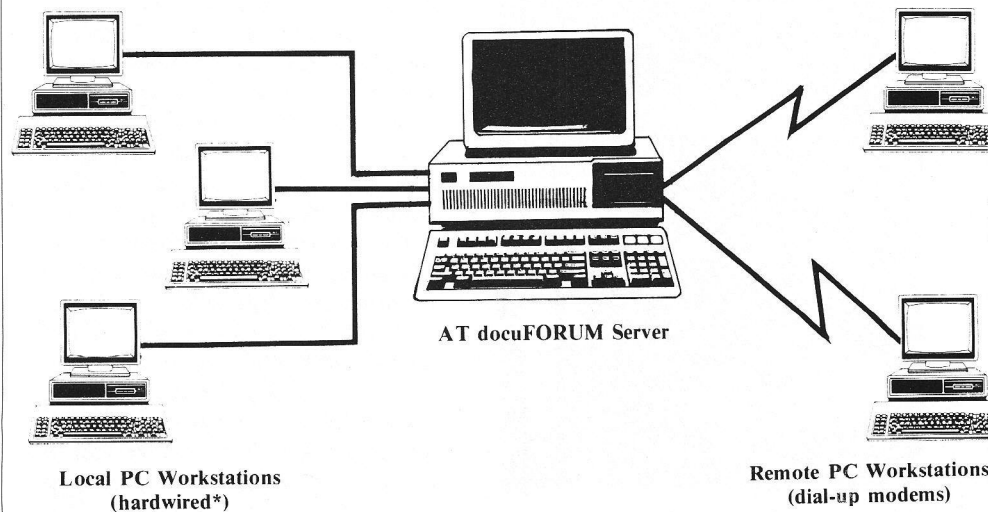 AT docuFORUM Server
Local PC Workstations
(hardwired*)
Remote PC Workstations
(dial-up modems)